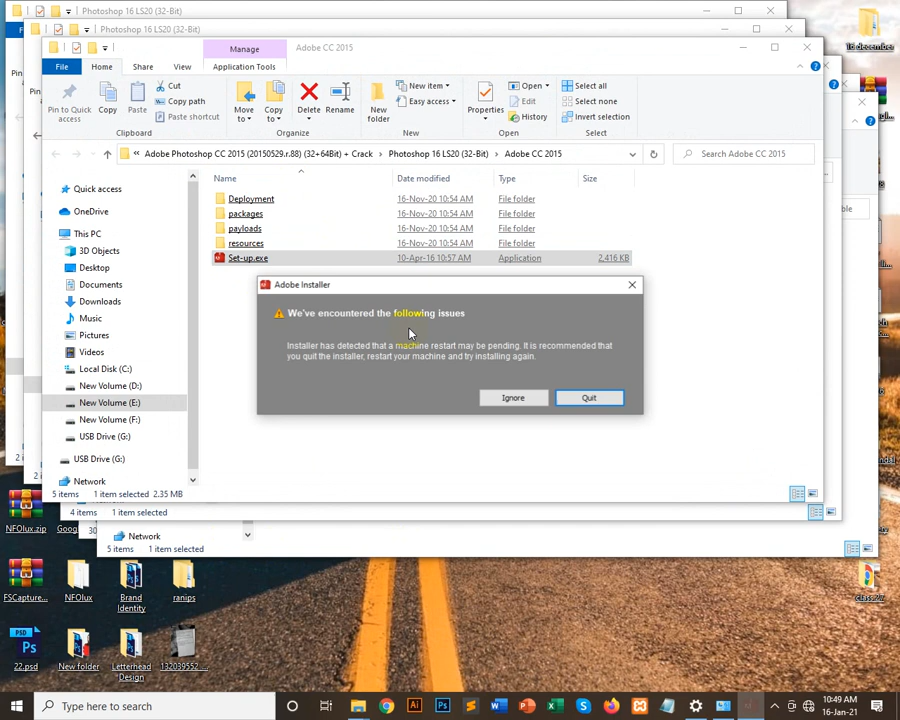 Photoshop 16 LS20 (32-Bit)
Photoshop 16 LS20 (32-Bit)
Manage
Adobe CC 2015
File
Home
Share
View
Application Tools
Pin to Quick access
Copy
Paste
Cut
Copy path
Paste shortcut
Clipboard
Move to
Copy to
Delete
Rename
Organize
New folder
New item
Easy access
New
Properties
Open
Edit
History
Open
Select all
Select none
Invert selection
Select
« Adobe Photoshop CC 2015 (20150529.r.88) (32+64Bit) + Crack > Photoshop 16 LS20 (32-Bit) > Adobe CC 2015
Search Adobe CC 2015
Name
Date modified
Type
Size
Deployment 16-Nov-20 10:54 AM File folder
packages 16-Nov-20 10:54 AM File folder
payloads 16-Nov-20 10:54 AM File folder
resources 16-Nov-20 10:54 AM File folder
Set-up.exe 10-Apr-16 10:57 AM Application 2,416 KB
Quick access
OneDrive
This PC
3D Objects
Desktop
Documents
Downloads
Music
Pictures
Videos
Local Disk (C:)
New Volume (D:)
New Volume (E:)
New Volume (F:)
USB Drive (G:)
USB Drive (G:)
Network
Adobe Installer
We've encountered the following issues
Installer has detected that a machine restart may be pending. It is recommended that
you quit the installer, restart your machine and try installing again.
Ignore
Quit
5 items 1 item selected 2.35 MB
4 items 1 item selected
Network
5 items 1 item selected
16 december
NFOlux.zip
FSCapture...
NFOlux
Brand Identity
ranips
22.psd
New folder
Letterhead Design
132039552...
Type here to search
10:49 AM
16-Jan-21